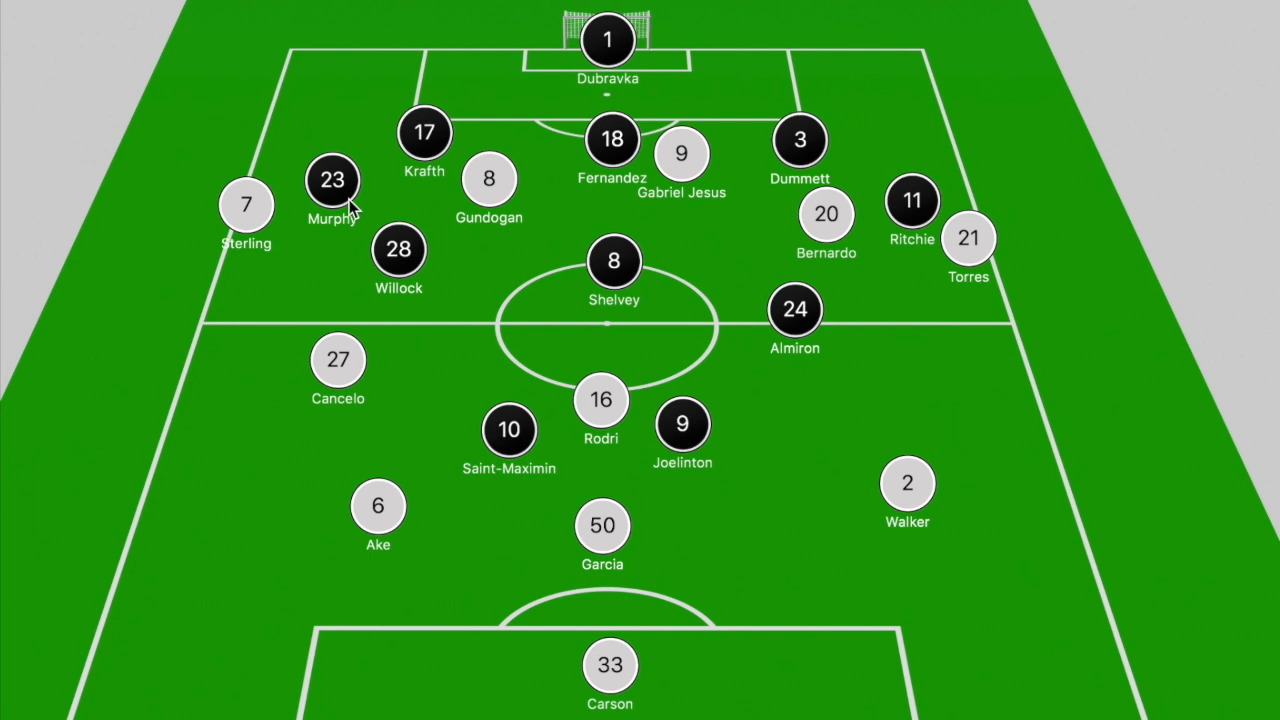 1
Dubravka
17
Krafth
18
Fernandez
9
Gabriel Jesus
3
Dummett
23
Murphy
8
Gundogan
7
Sterling
20
Bernardo
11
Ritchie
21
Torres
28
Willock
8
Shelvey
24
Almiron
27
Cancelo
16
Rodri
10
Saint-Maximin
9
Joelinton
6
Ake
50
Garcia
2
Walker
33
Carson